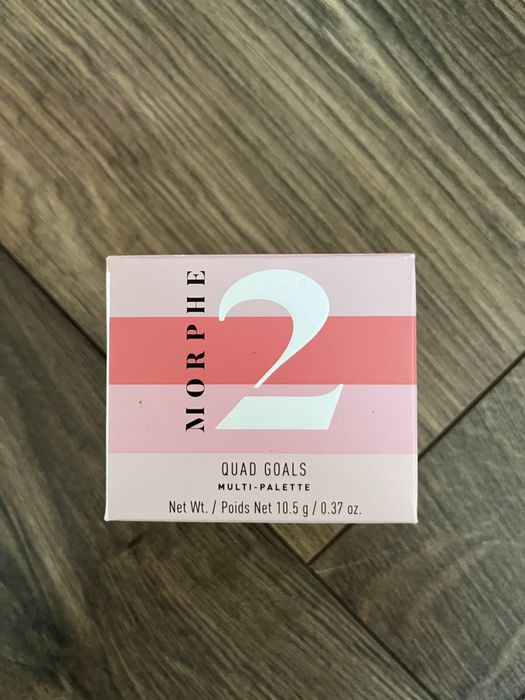 MORPHE
2
QUAD GOALS
MULTI-PALETTE
Net Wt. / Poids Net 10.5 g / 0.37 oz.